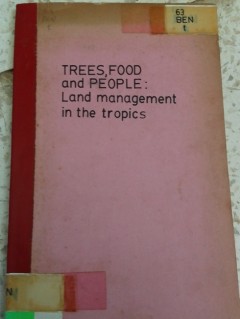 63
BEN
t
TREES, FOOD
and PEOPLE:
Land management
in the tropics
N